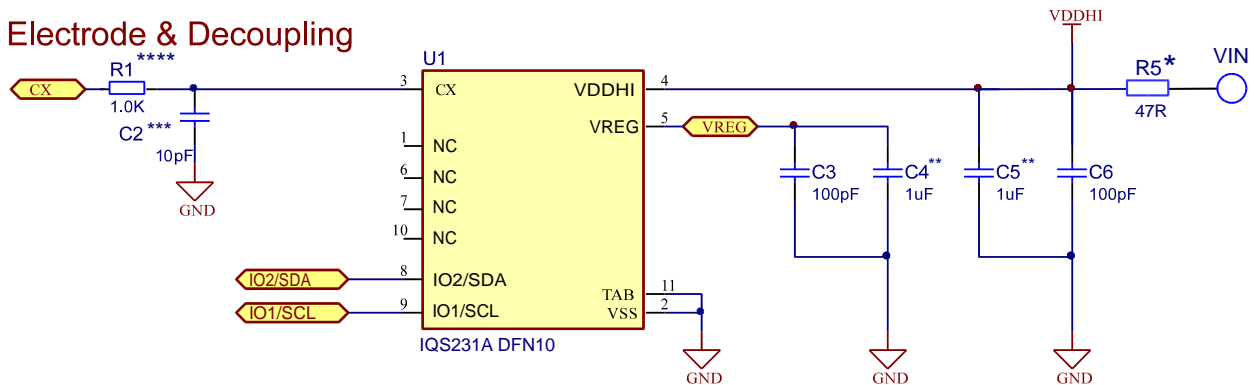 Electrode & Decoupling
VDDHI
U1
R1 ****
R5*
VIN
CX
1.0K
3
CX
VDDHI
4
47R
C2 ***
10pF
GND
VREG
5
VREG
1
NC
6
NC
7
NC
10
NC
C3
100pF
C4**
1uF
C5**
1uF
C6
100pF
IO2/SDA
8
IO2/SDA
TAB
11
IO1/SCL
9
IO1/SCL
VSS
2
IQS231A DFN10
GND
GND
GND